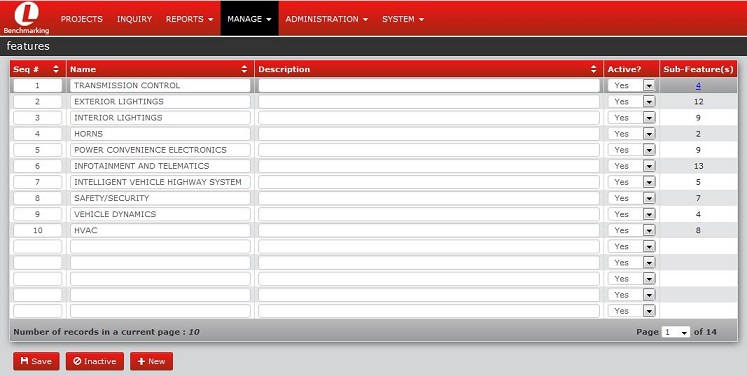 L
Benchmarking
PROJECTS INQUIRY REPORTS MANAGE ADMINISTRATION SYSTEM
features
Seq # Name Description Active? Sub-Feature(s)
1 TRANSMISSION CONTROL Yes 4
2 EXTERIOR LIGHTINGS Yes 12
3 INTERIOR LIGHTINGS Yes 9
4 HORNS Yes 2
5 POWER CONVENIENCE ELECTRONICS Yes 9
6 INFOTAINMENT AND TELEMATICS Yes 13
7 INTELLIGENT VEHICLE HIGHWAY SYSTEM Yes 5
8 SAFETY/SECURITY Yes 7
9 VEHICLE DYNAMICS Yes 4
10 HVAC Yes 8
Yes
Yes
Yes
Yes
Yes
Number of records in a current page : 10 Page 1 of 14
Save Inactive New